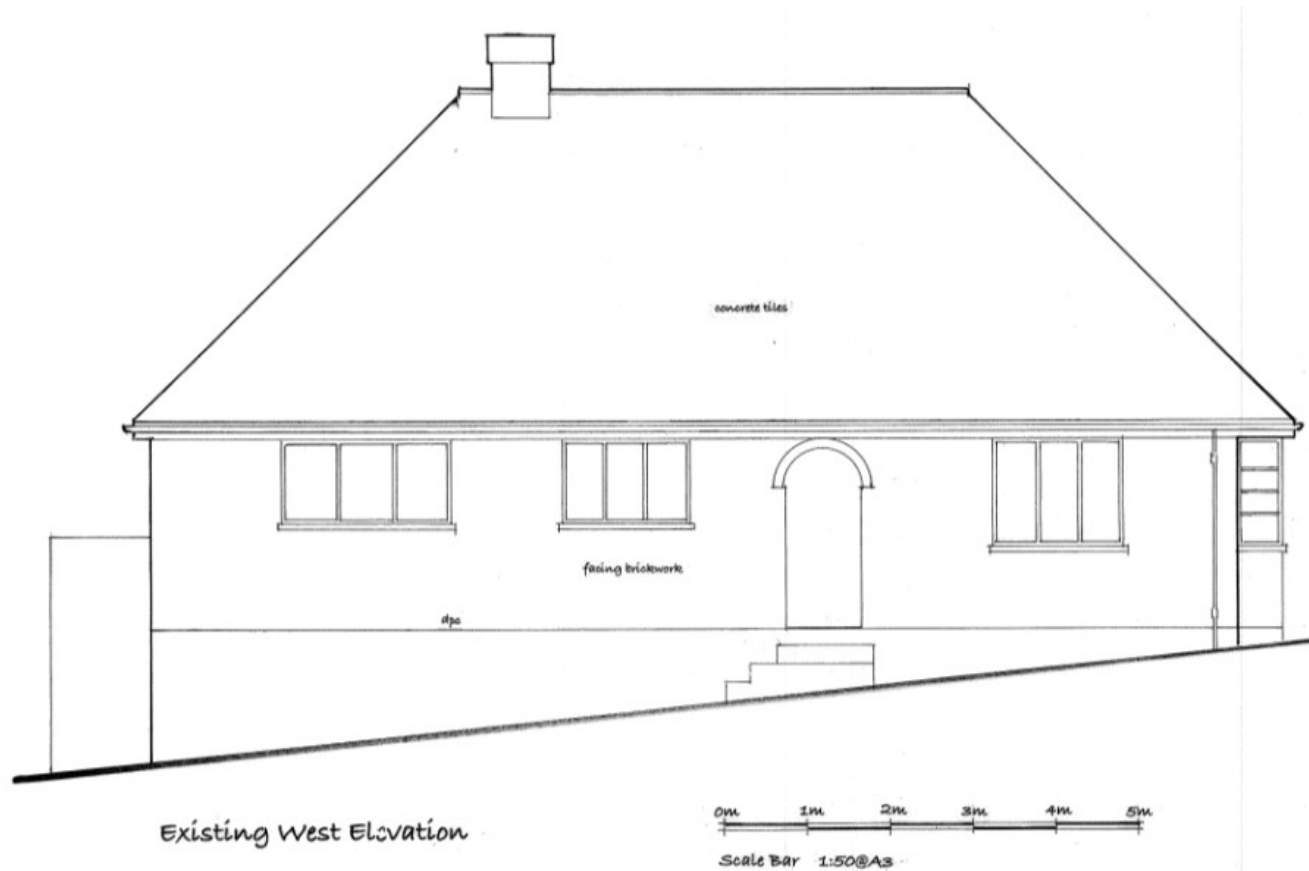 concrete tiles
facing brickwork
dpc
Existing West Elevation
0m 1m 2m 3m 4m 5m
Scale Bar 1:50@A3